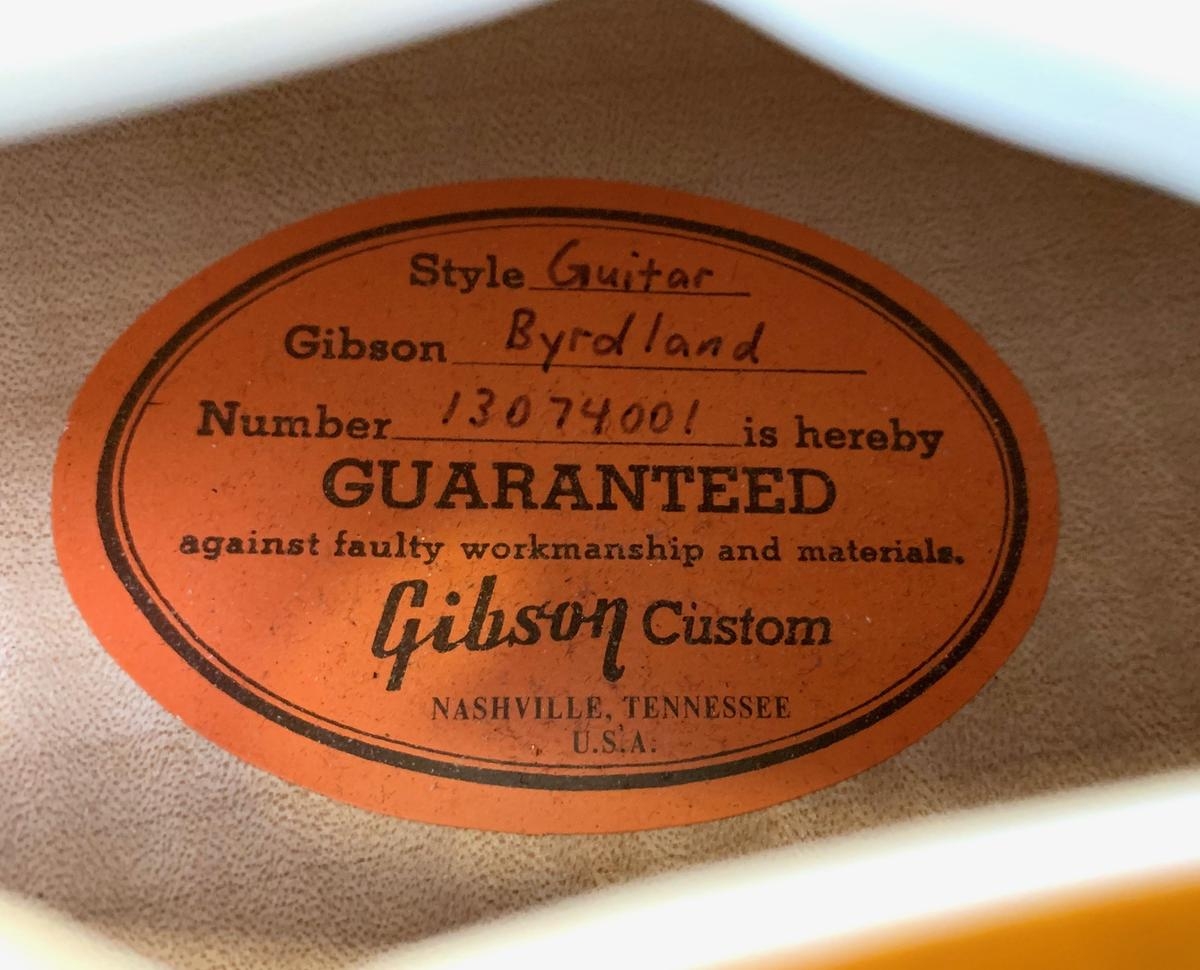 Style Guitar
Gibson Byrdland
Number 13074001 is hereby
GUARANTEED
against faulty workmanship and materials.
Gibson Custom
NASHVILLE, TENNESSEE
U.S.A.